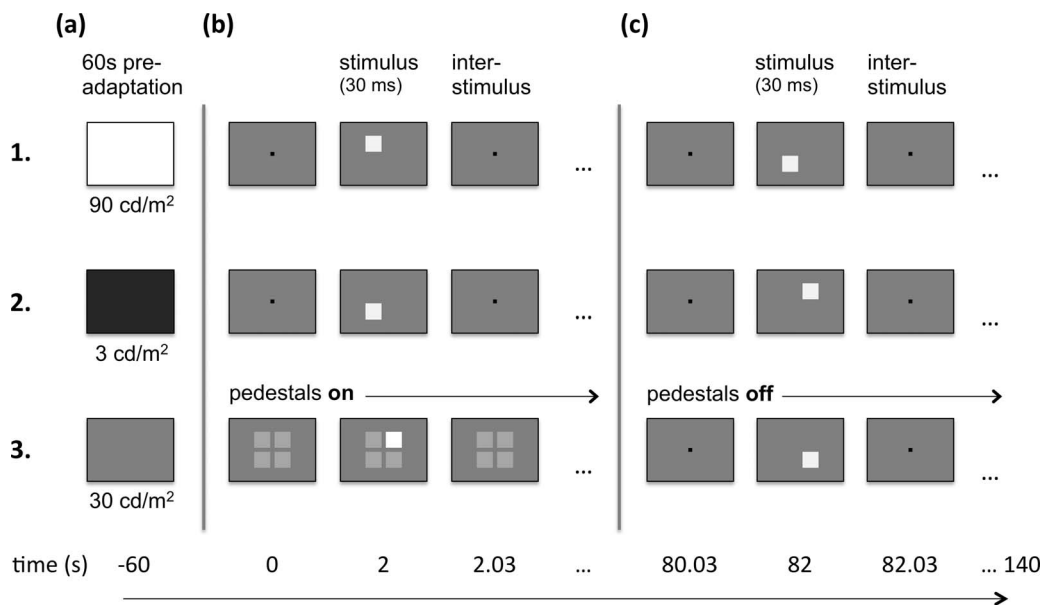 (a) (b) (c)
60s pre-
adaptation
stimulus
(30 ms)
inter-
stimulus
stimulus
(30 ms)
inter-
stimulus
1.
...
...
90 cd/m²
2.
...
...
3 cd/m²
pedestals on
pedestals off
3.
...
...
30 cd/m²
time (s) -60 0 2 2.03 ... 80.03 82 82.03 ... 140